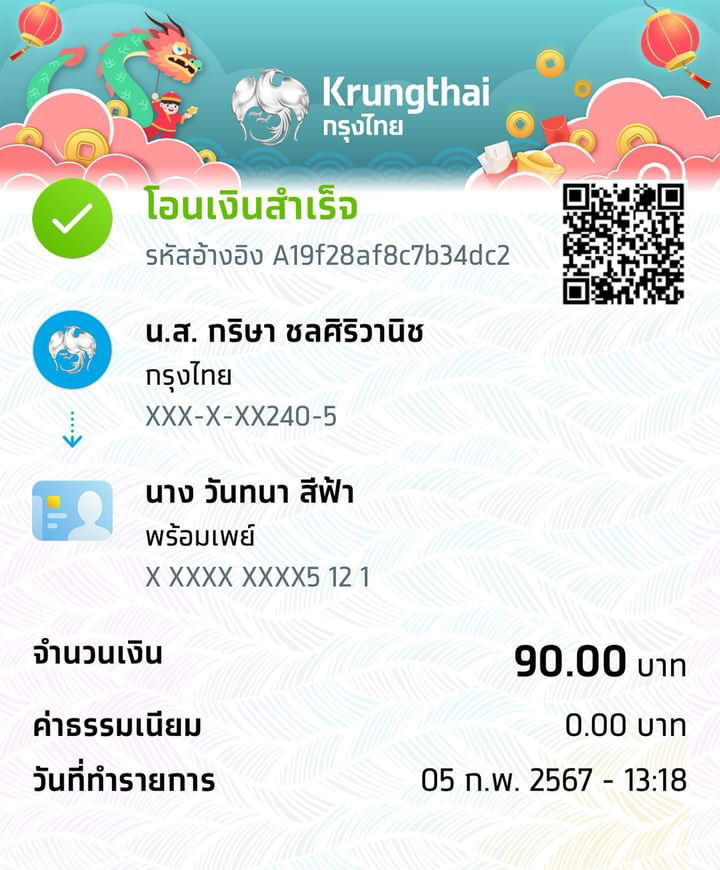 Krungthai
กรุงไทย
โอนเงินสำเร็จ
รหัสอ้างอิง A19f28af8c7b34dc2
น.ส. กริษา ชลศิริวานิช
กรุงไทย
XXX-X-XX240-5
นาง วันทนา สีฟ้า
พร้อมเพย์
X XXXX XXXX5 12 1
จำนวนเงิน 90.00 บาท
ค่าธรรมเนียม 0.00 บาท
วันที่ทำรายการ 05 ก.พ. 2567 - 13:18